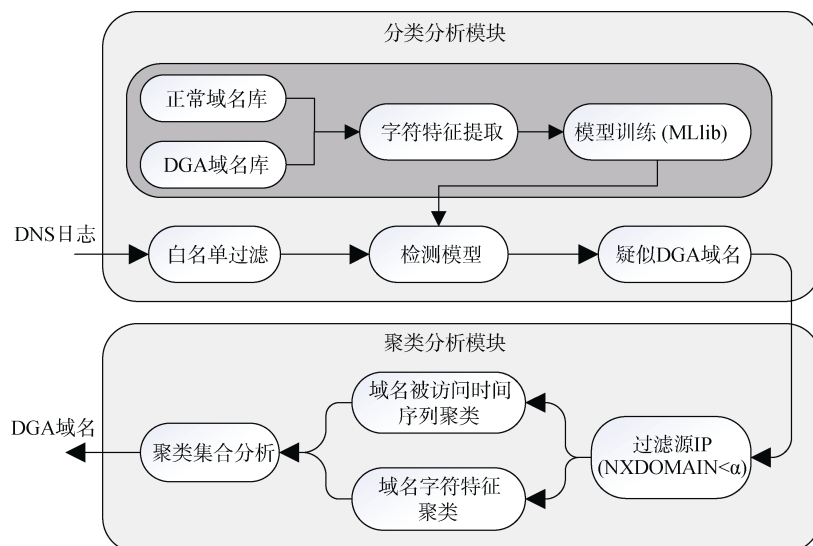 分类分析模块
正常域名库
DGA域名库
字符特征提取
模型训练 (MLlib)
DNS日志
白名单过滤
检测模型
疑似DGA域名
聚类分析模块
域名被访问时间
序列聚类
DGA域名
聚类集合分析
过滤源IP
(NXDOMAIN<α)
域名字符特征
聚类